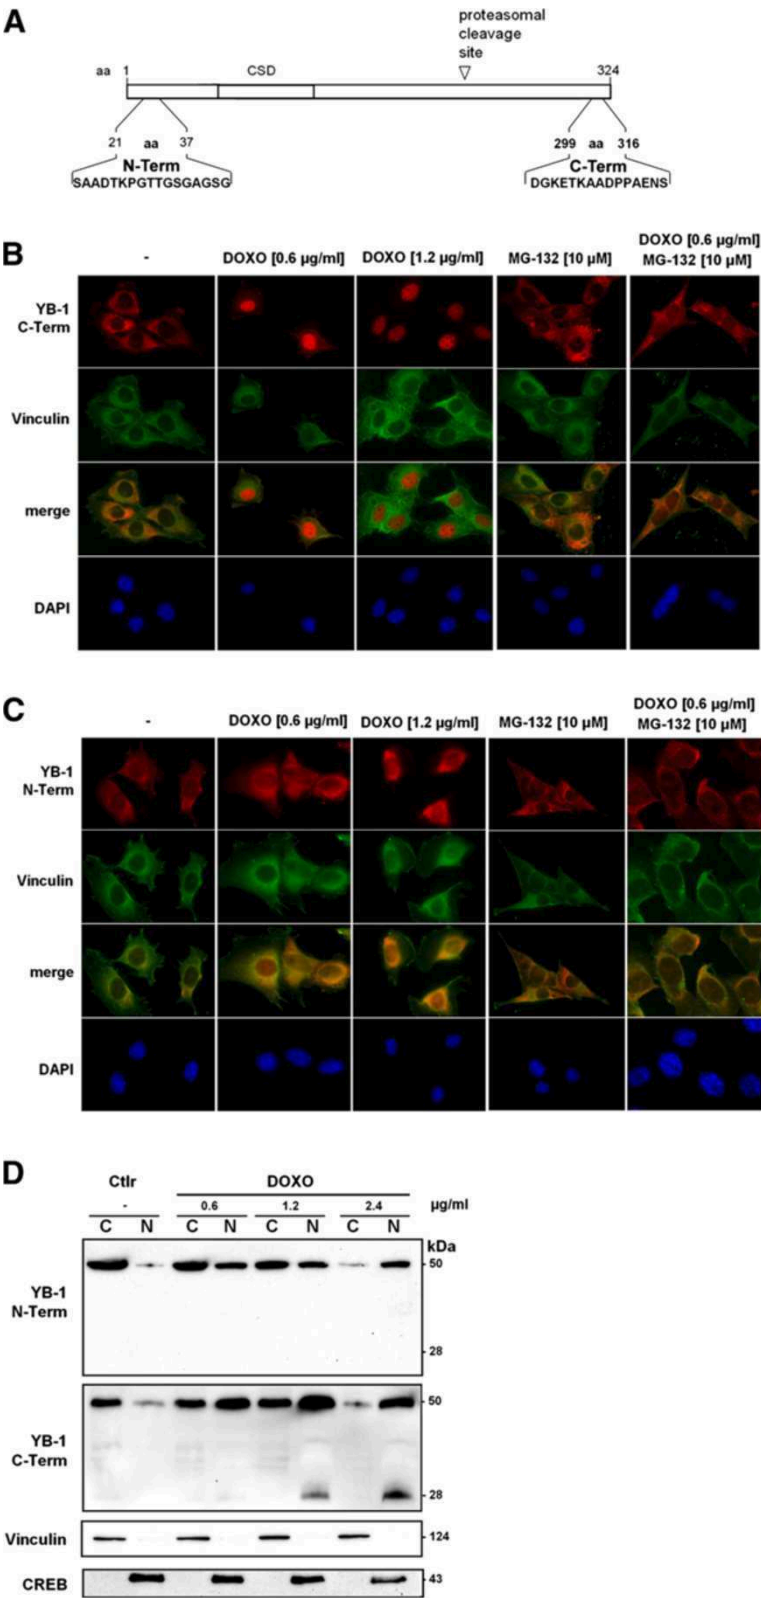 A
proteasomal
cleavage
site
aa 1 CSD 324
21 aa 37 299 aa 316
N-Term C-Term
SAADTKPGTTGSGAGSG DGKETKAADPPAENS
B
- DOXO [0.6 µg/ml] DOXO [1.2 µg/ml] MG-132 [10 µM] DOXO [0.6 µg/ml]
MG-132 [10 µM]
YB-1
C-Term
Vinculin
merge
DAPI
C
- DOXO [0.6 µg/ml] DOXO [1.2 µg/ml] MG-132 [10 µM] DOXO [0.6 µg/ml]
MG-132 [10 µM]
YB-1
N-Term
Vinculin
merge
DAPI
D
Ctlr DOXO
- 0.6 1.2 2.4 µg/ml
C N C N C N C N
kDa
YB-1
N-Term
50
28
YB-1
C-Term
50
28
Vinculin 124
CREB 43